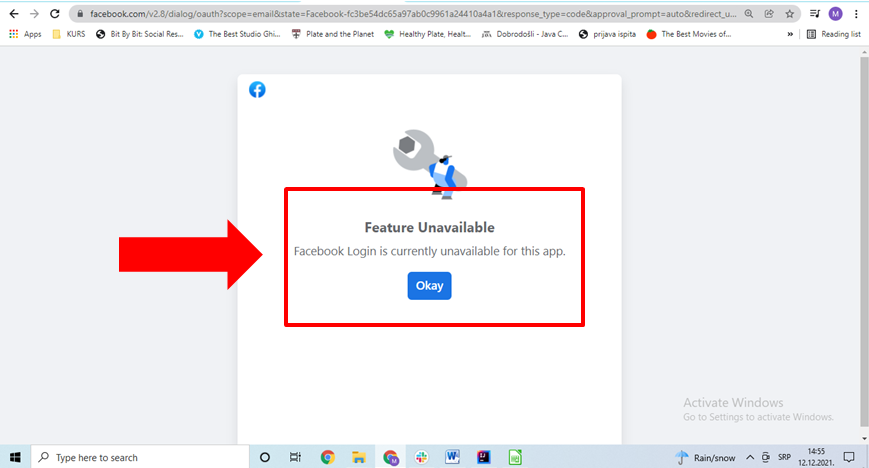 facebook.com/v2.8/dialog/oauth?scope=email&state=Facebook-fc3be54dc65a97ab0c9961a24410a4a1&response_type=code&approval_prompt=auto&redirect_u...
M
Apps KURS Bit By Bit: Social Res... The Best Studio Ghi... Plate and the Planet Healthy Plate, Healt... Dobrodošli - Java C... prijava ispita The Best Movies of... » Reading list
Feature Unavailable
Facebook Login is currently unavailable for this app.
Okay
Activate Windows
Go to Settings to activate Windows.
Type here to search
Rain/snow
SRP
14:55
12.12.2021.